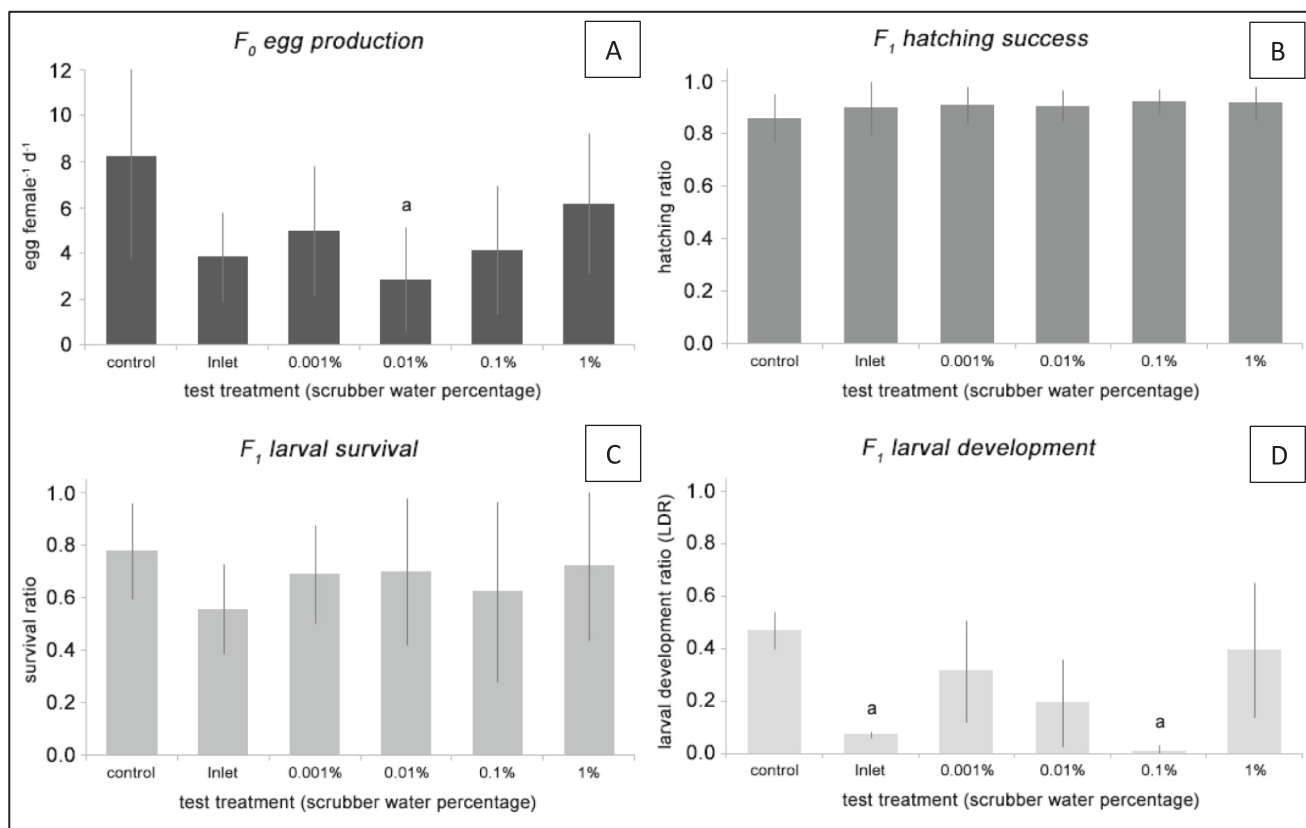 F0 egg production
A
12
10
8
6
4
2
0
egg female-1 d-1
a
control Inlet 0.001% 0.01% 0.1% 1%
test treatment (scrubber water percentage)
F1 hatching success
B
1.0
0.8
0.6
0.4
0.2
0.0
hatching ratio
control Inlet 0.001% 0.01% 0.1% 1%
test treatment (scrubber water percentage)
F1 larval survival
C
1.0
0.8
0.6
0.4
0.2
0.0
survival ratio
control Inlet 0.001% 0.01% 0.1% 1%
test treatment (scrubber water percentage)
F1 larval development
D
1.0
0.8
0.6
0.4
0.2
0.0
larval development ratio (LDR)
a a
control Inlet 0.001% 0.01% 0.1% 1%
test treatment (scrubber water percentage)